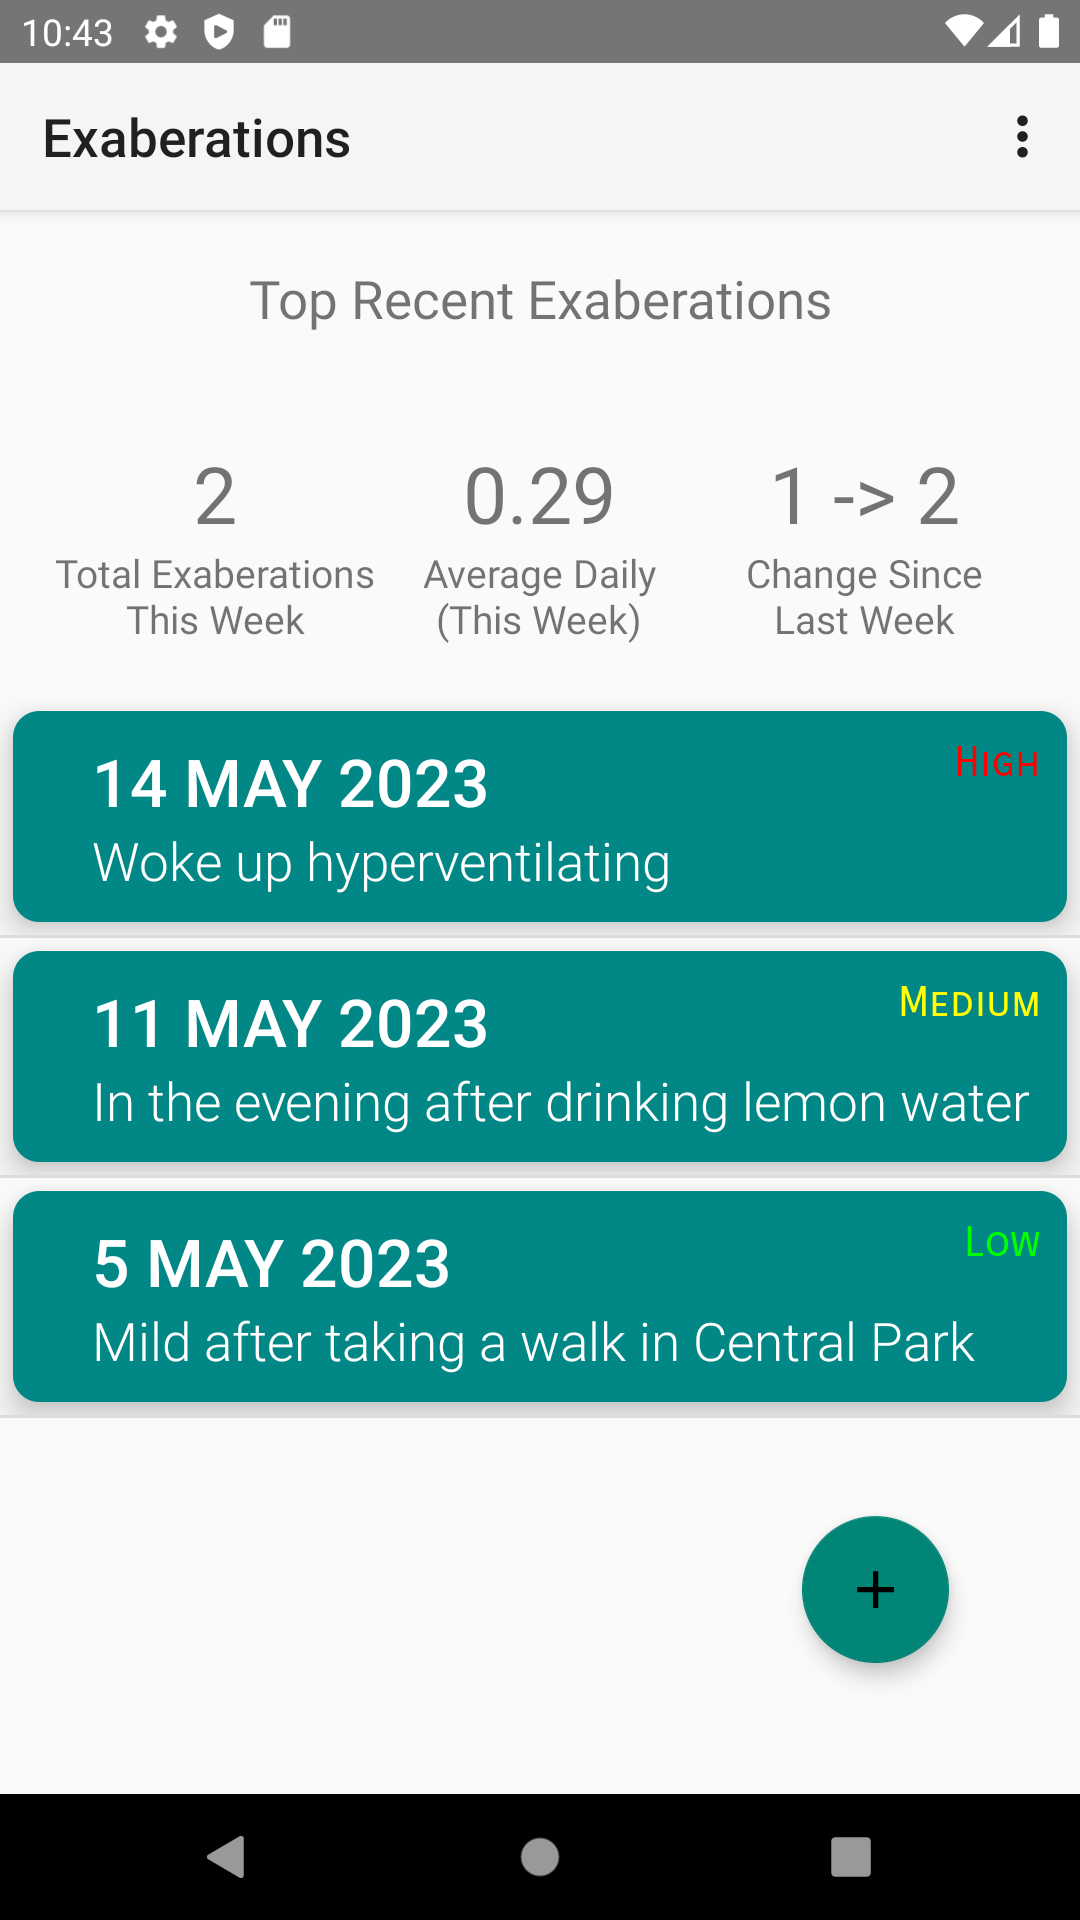 10:43
Exaberations
Top Recent Exaberations
2
0.29
1 -> 2
Total Exaberations
This Week
Average Daily
(This Week)
Change Since
Last Week
14 MAY 2023
High
Woke up hyperventilating
11 MAY 2023
Medium
In the evening after drinking lemon water
5 MAY 2023
Low
Mild after taking a walk in Central Park
+